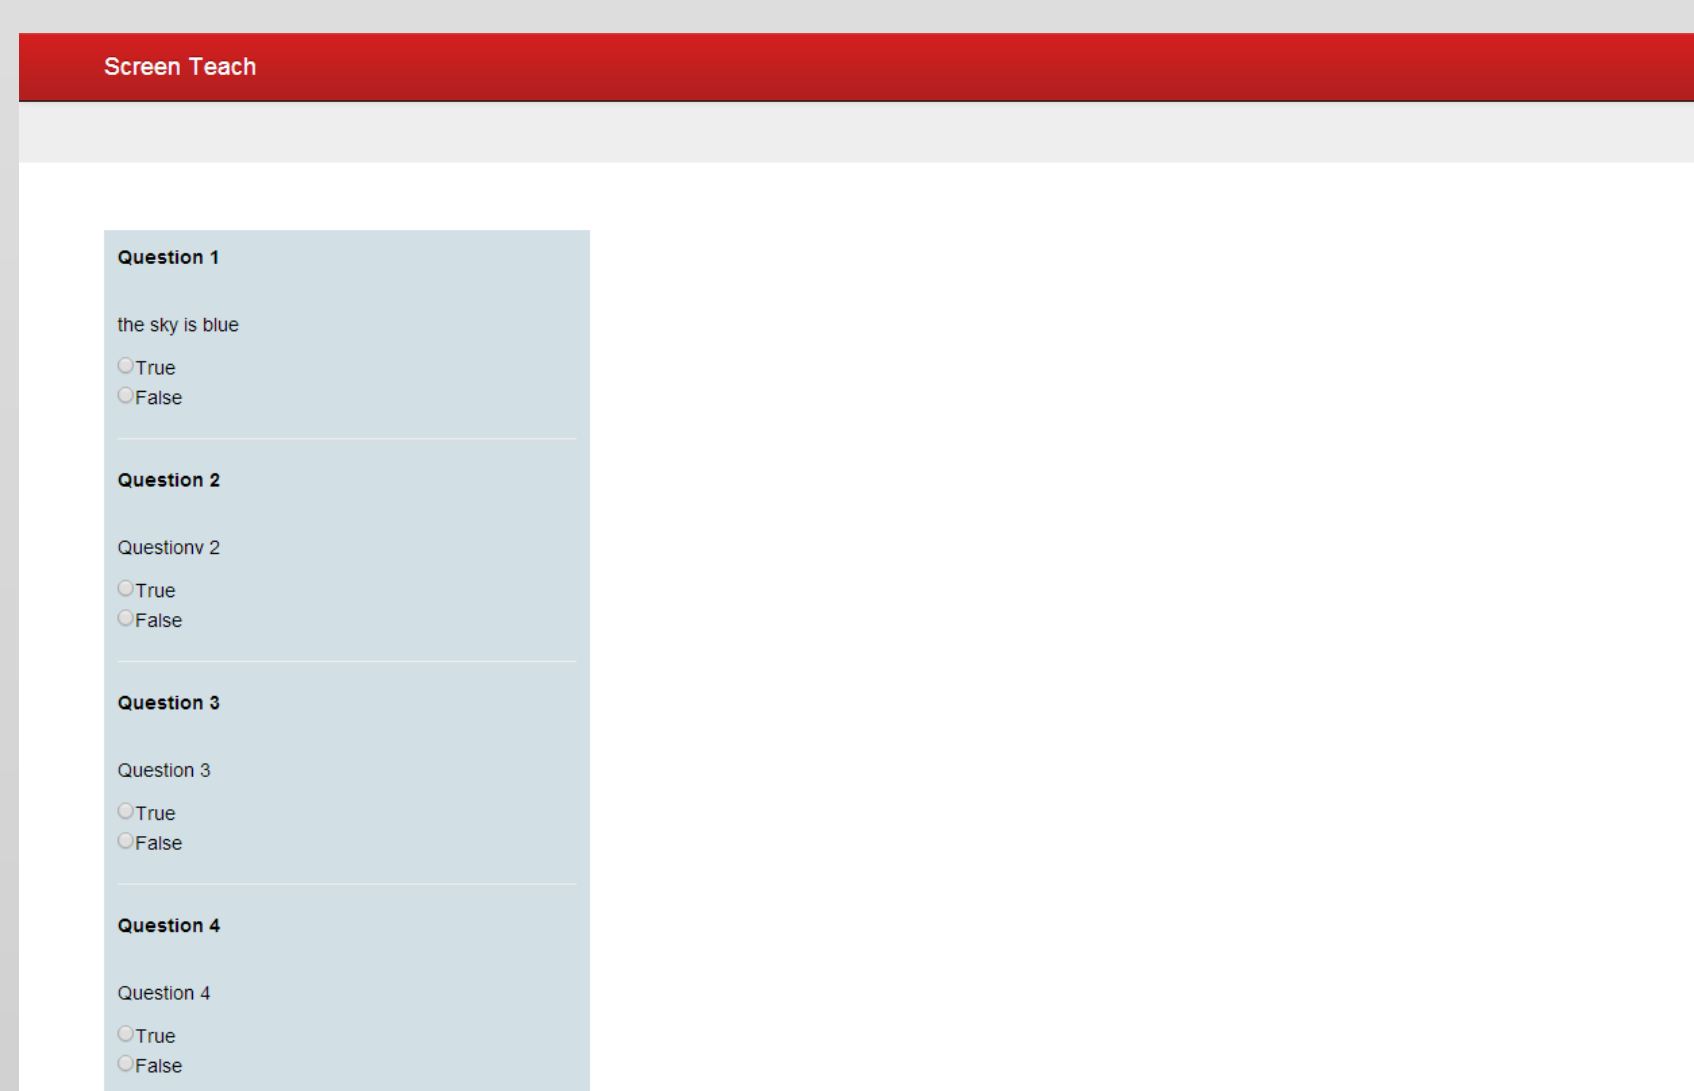 Screen Teach
Question 1
the sky is blue
True
False
Question 2
Questionv 2
True
False
Question 3
Question 3
True
False
Question 4
Question 4
True
False